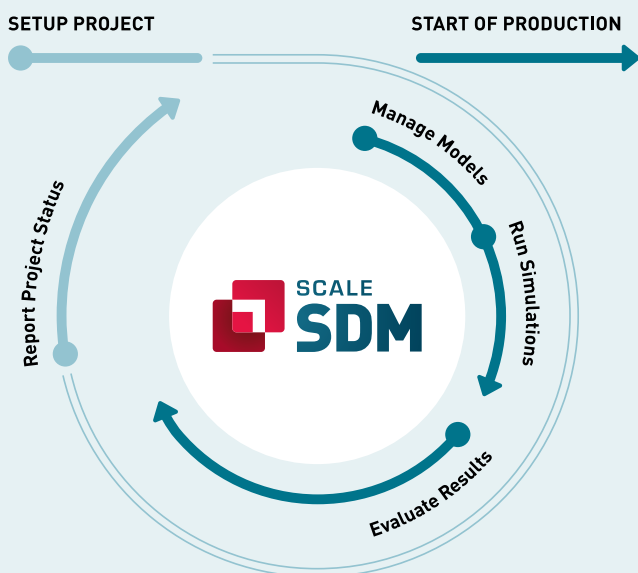 SETUP PROJECT
START OF PRODUCTION
Manage Models
Run Simulations
Report Project Status
SCALE
SDM
Evaluate Results